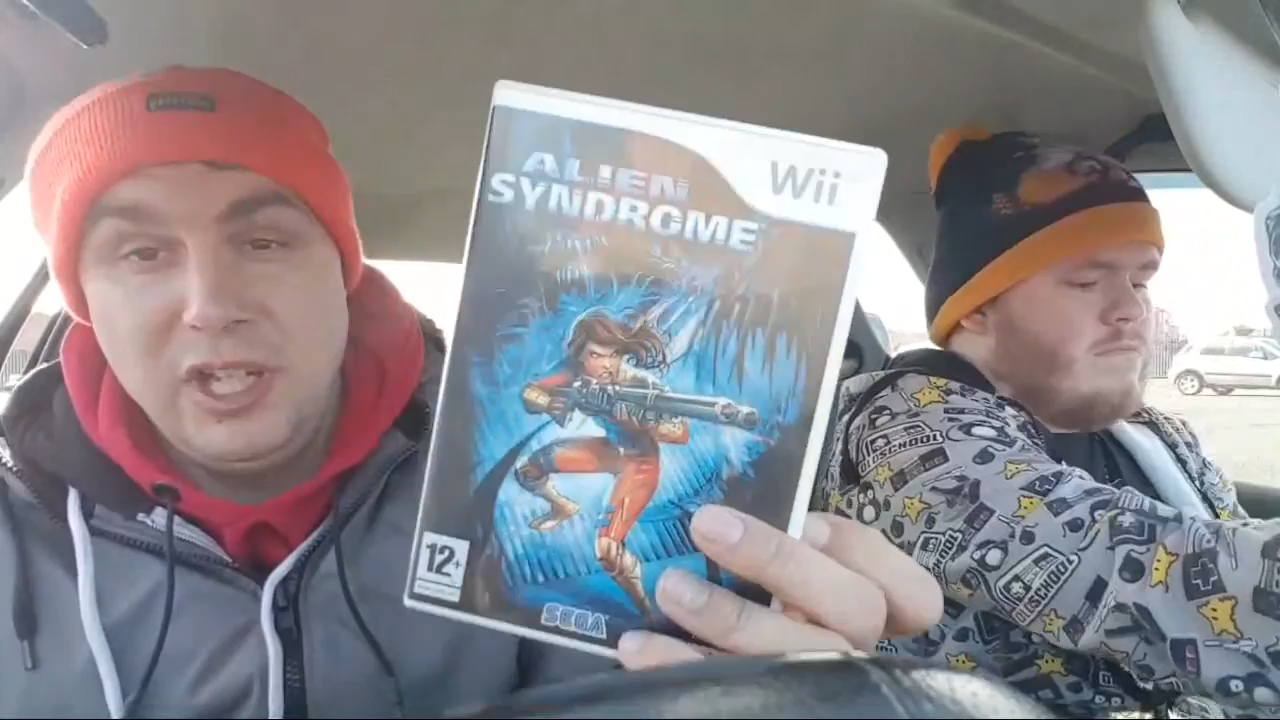 ALIEN
SYNDROME
Wii
12+
SEGA
OLDSCHOOL
OLDSCHOOL